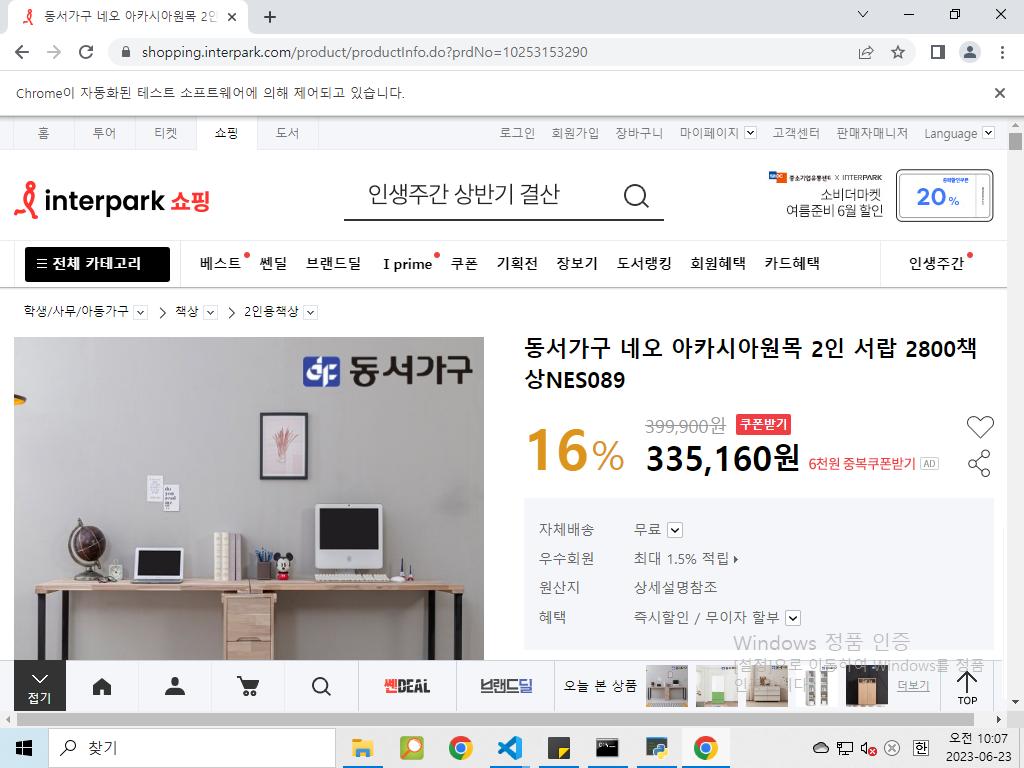 동서가구 네오 아카시아원목 2인
shopping.interpark.com/product/productInfo.do?prdNo=10253153290
Chrome이 자동화된 테스트 소프트웨어에 의해 제어되고 있습니다.
홈 투어 티켓 쇼핑 도서 로그인 회원가입 장바구니 마이페이지 고객센터 판매자매니저 Language
interpark 쇼핑 인생주간 상반기 결산
중소기업유통센터 X INTERPARK
소비더마켓
여름준비 6월 할인
중복할인쿠폰
20%
전체 카테고리 베스트 쎈딜 브랜드딜 I prime 쿠폰 기획전 장보기 도서랭킹 회원혜택 카드혜택 인생주간
학생/사무/아동가구 책상 2인용책상
동서가구
동서가구 네오 아카시아원목 2인 서랍 2800책
상NES089
16% 399,900원 쿠폰받기
335,160원 6천원 중복쿠폰받기 AD
자체배송 무료
우수회원 최대 1.5% 적립
원산지 상세설명참조
혜택 즉시할인 / 무이자 할부
Windows 정품 인증
[설정]으로 이동하여 Windows를 정품
접기 쎈DEAL 브랜드딜 오늘 본 상품 더보기 TOP
찾기 한 오전 10:07
2023-06-23